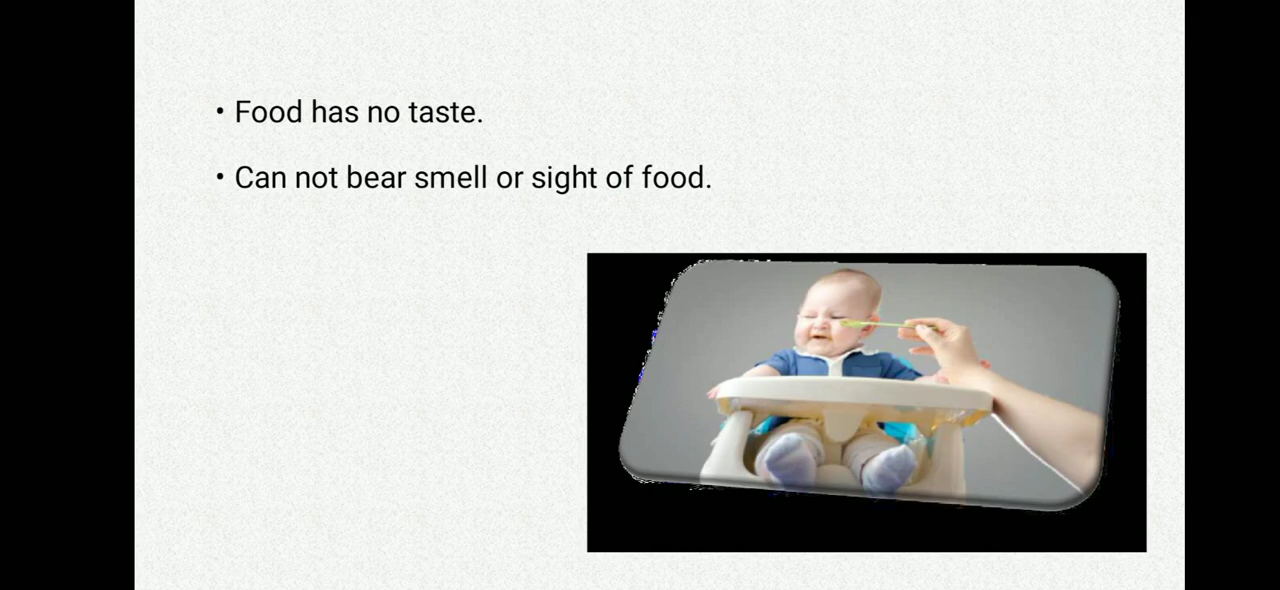 • Food has no taste.
• Can not bear smell or sight of food.